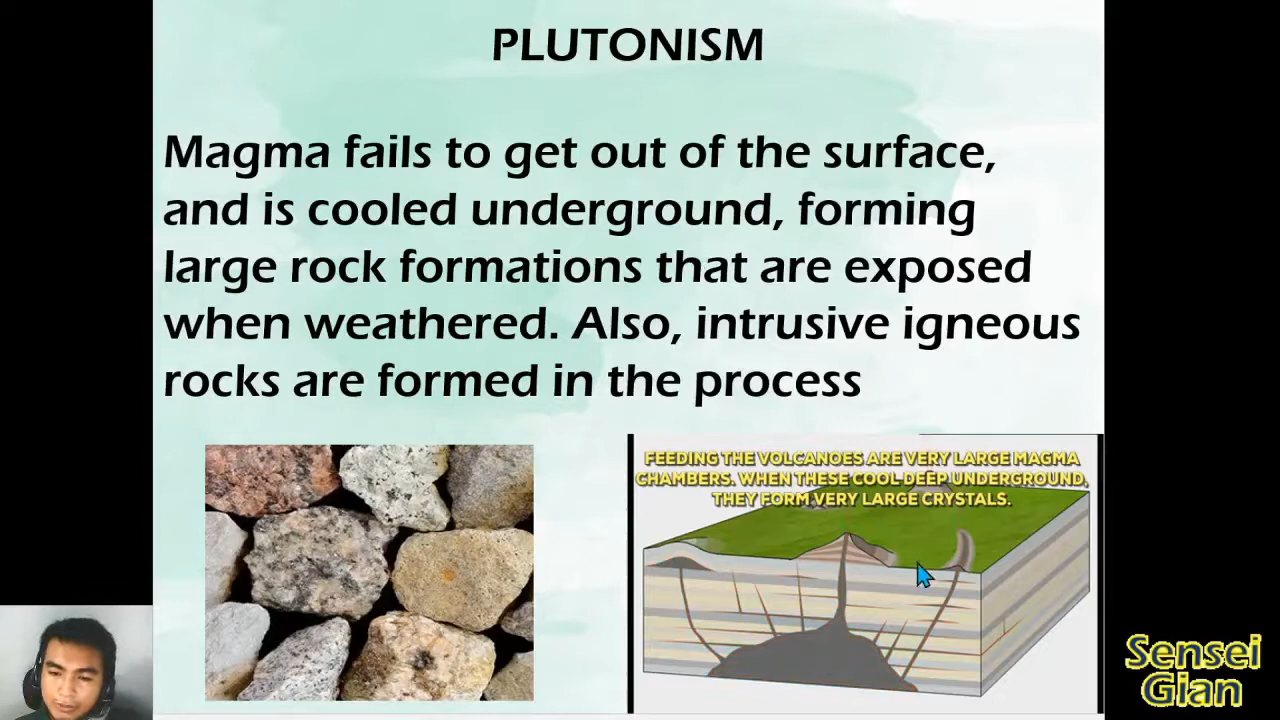 PLUTONISM
Magma fails to get out of the surface,
and is cooled underground, forming
large rock formations that are exposed
when weathered. Also, intrusive igneous
rocks are formed in the process
FEEDING THE VOLCANOES ARE VERY LARGE MAGMA
CHAMBERS. WHEN THESE COOL DEEP UNDERGROUND,
THEY FORM VERY LARGE CRYSTALS.
Sensei
Gian